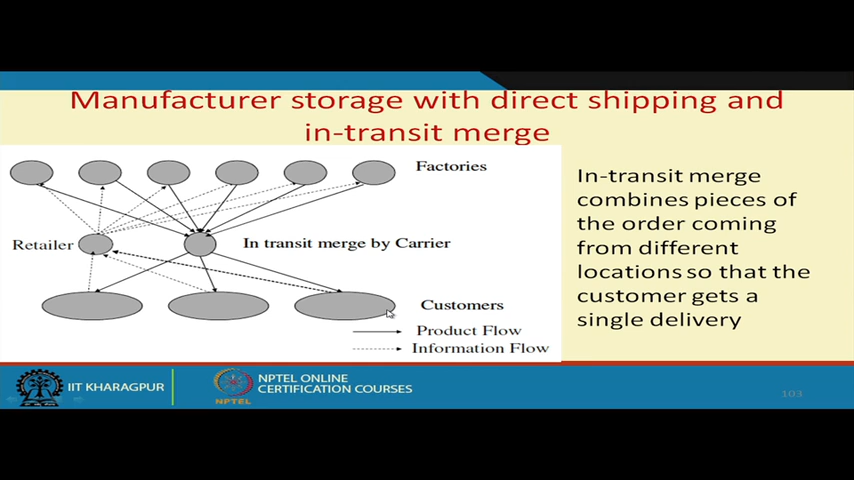 Manufacturer storage with direct shipping and
in-transit merge
Factories
Retailer
In transit merge by Carrier
Customers
Product Flow
Information Flow
In-transit merge
combines pieces of
the order coming
from different
locations so that the
customer gets a
single delivery
IIT KHARAGPUR
NPTEL
NPTEL ONLINE
CERTIFICATION COURSES
103